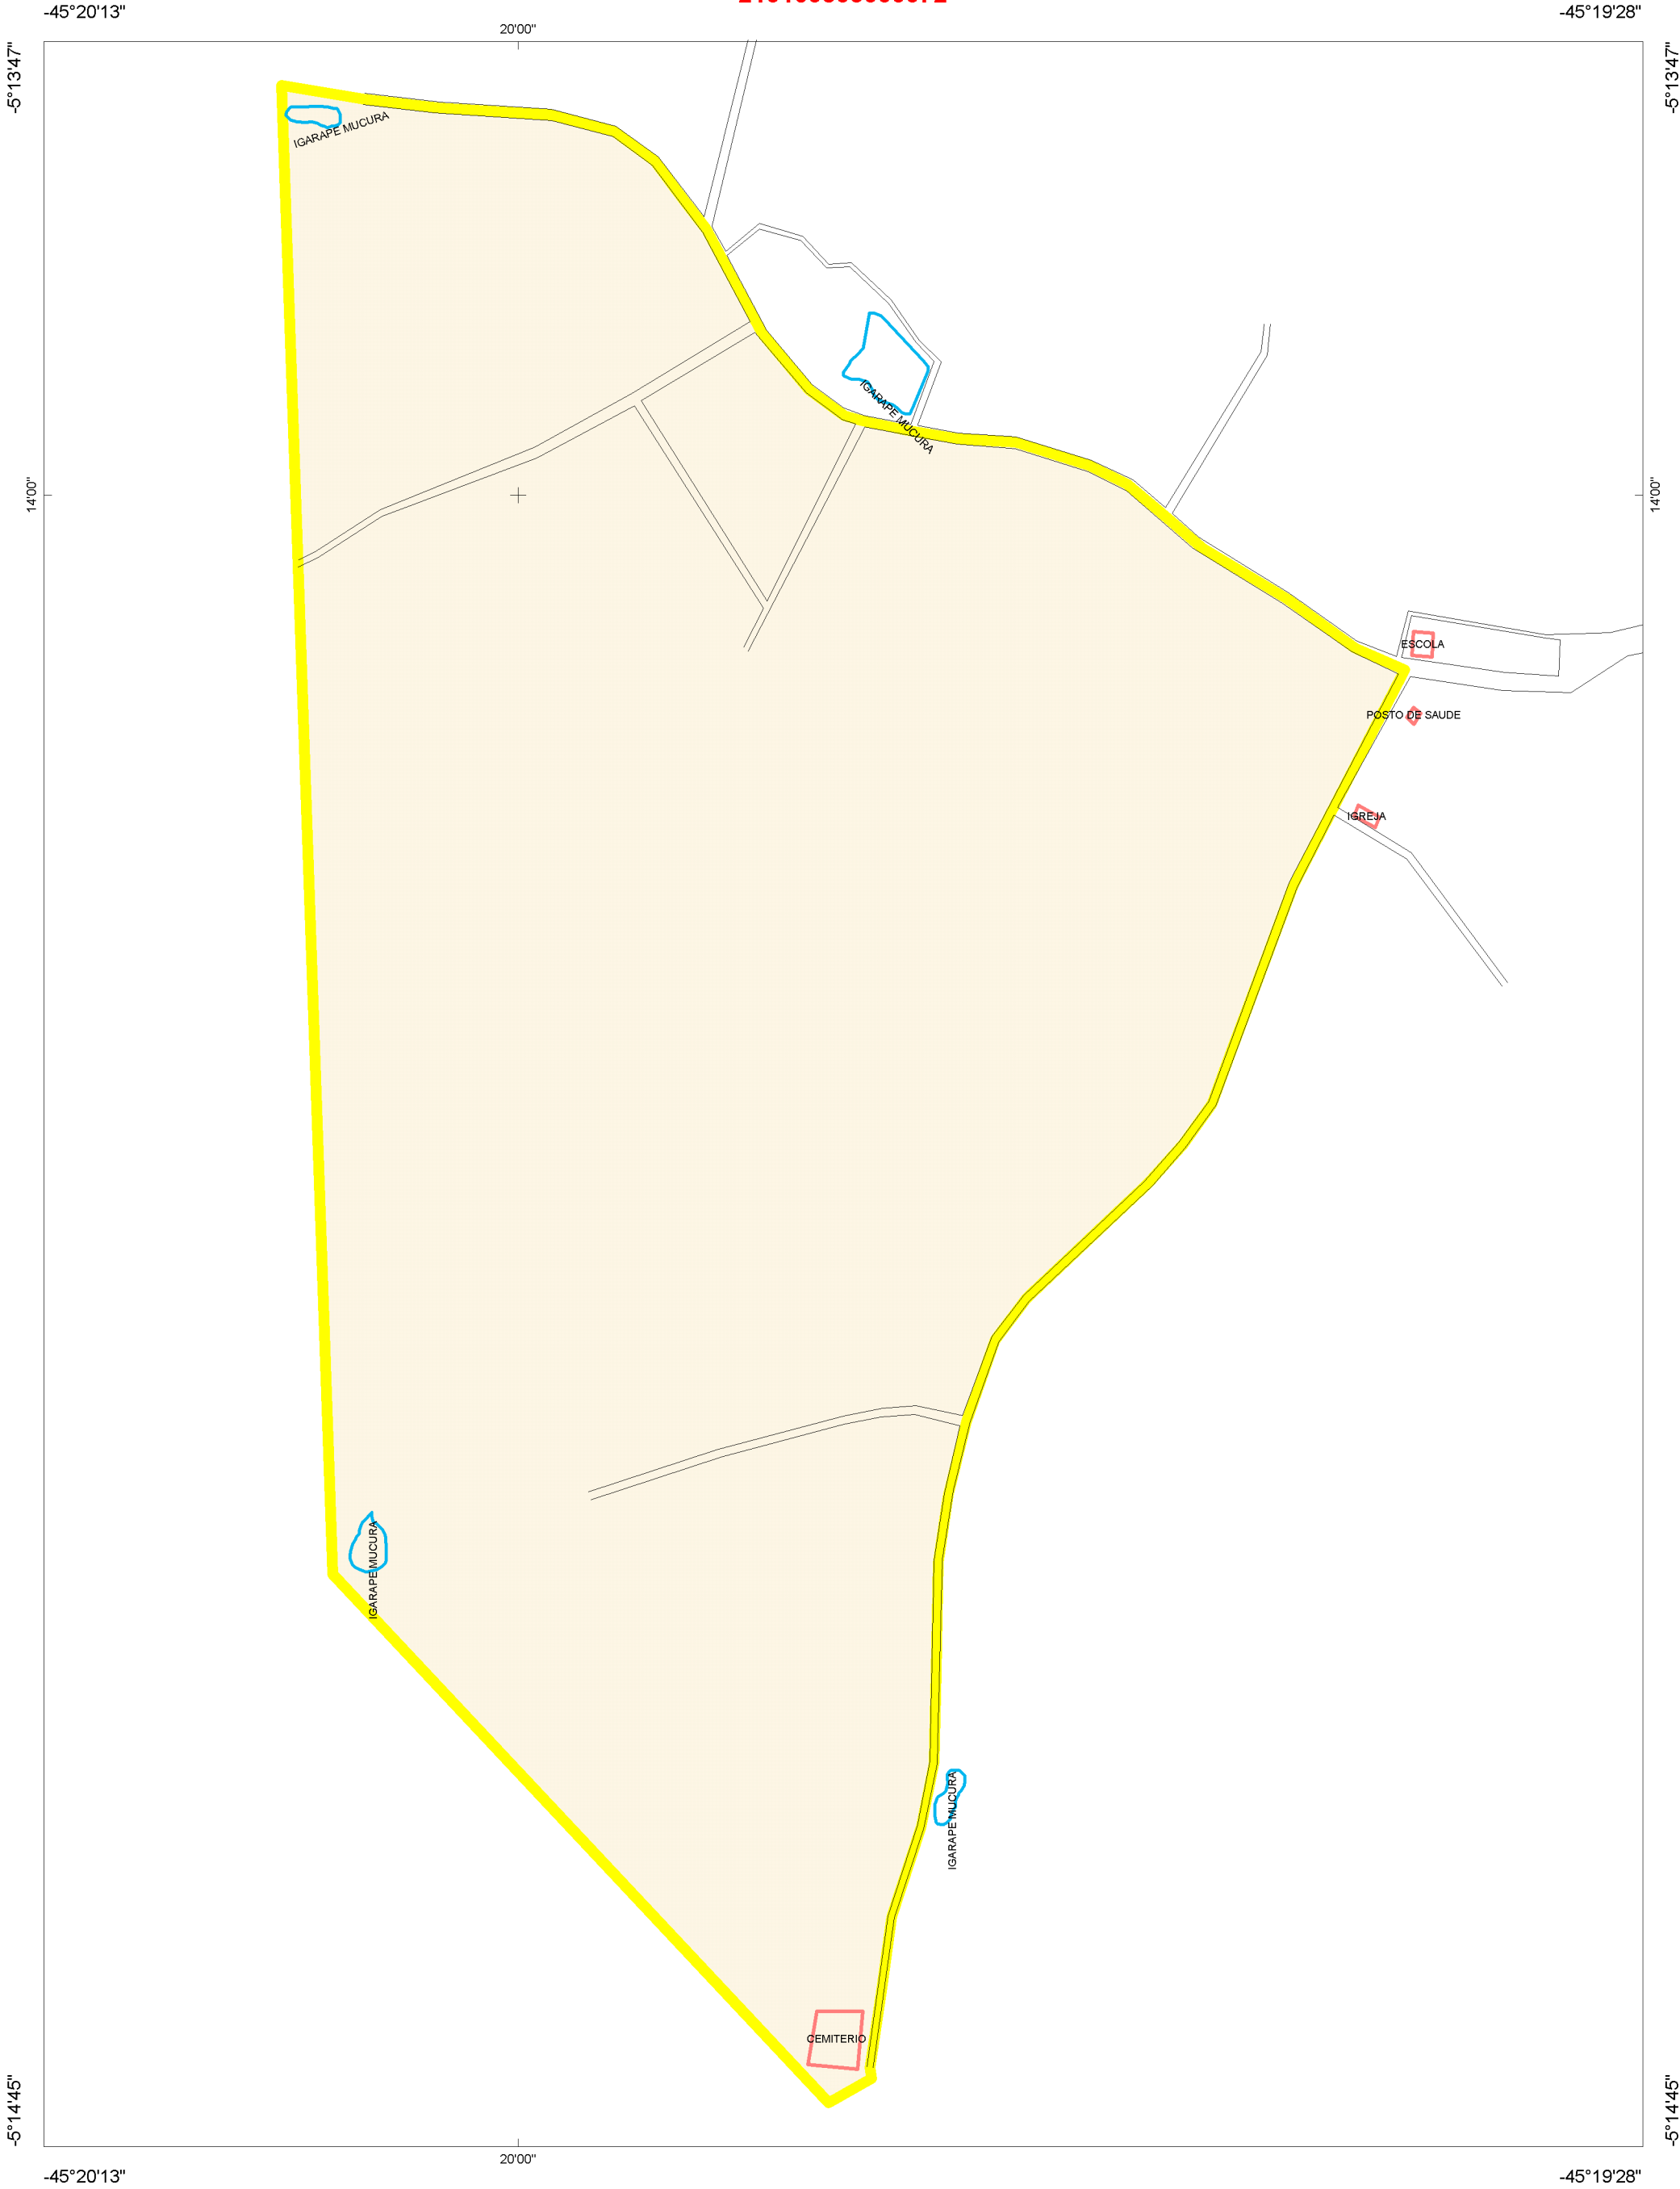 -45°20'13"
-45°19'28"
20'00"
-5°13'47"
-5°13'47"
IGARAPE MUCURA
IGARAPE MUCURA
14'00"
14'00"
ESCOLA
POSTO DE SAUDE
IGREJA
IGARAPE MUCURA
IGARAPE MUCURA
CEMITERIO
-5°14'45"
-5°14'45"
20'00"
-45°20'13"
-45°19'28"